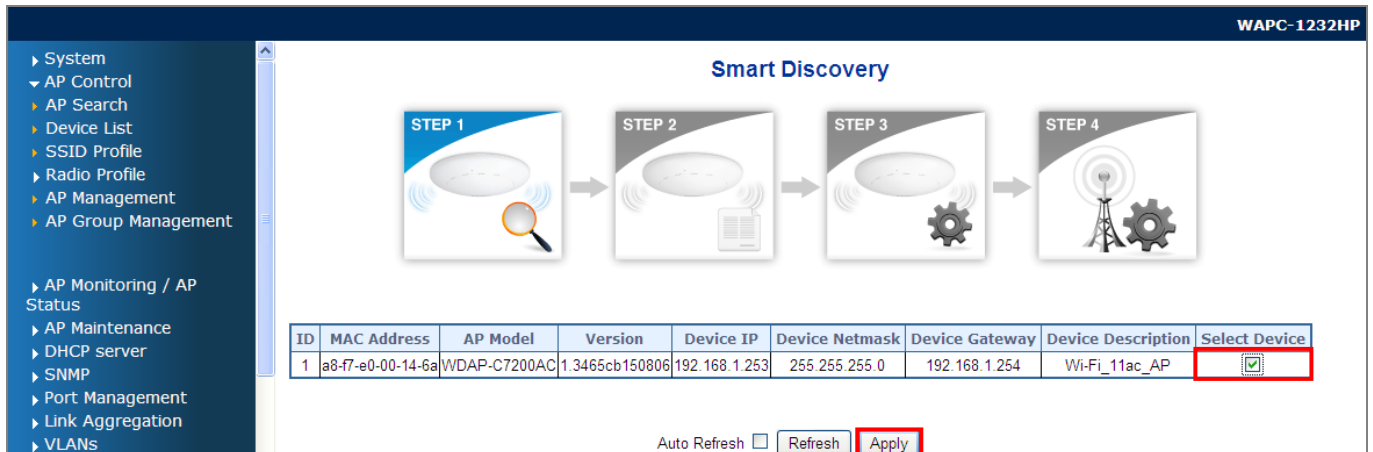 WAPC-1232HP
System
AP Control
AP Search
Device List
SSID Profile
Radio Profile
AP Management
AP Group Management
AP Monitoring / AP
Status
AP Maintenance
DHCP server
SNMP
Port Management
Link Aggregation
VLANs
Smart Discovery
STEP 1 STEP 2 STEP 3 STEP 4
ID MAC Address AP Model Version Device IP Device Netmask Device Gateway Device Description Select Device
1 a8-f7-e0-00-14-6a WDAP-C7200AC 1.3465cb150806 192.168.1.253 255.255.255.0 192.168.1.254 Wi-Fi_11ac_AP
Auto Refresh Refresh Apply